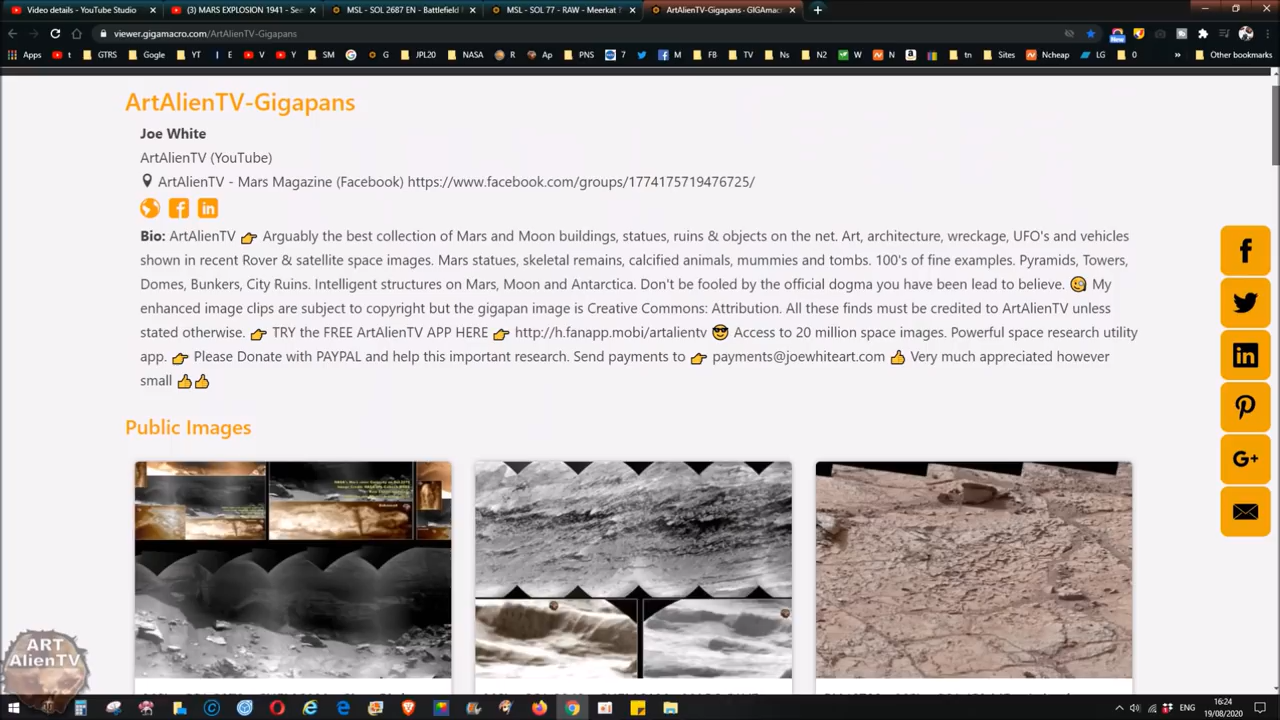 Video details - YouTube Studio
(3) MARS EXPLOSION 1941 - See
MSL - SOL 2687 EN - Battlefield
MSL - SOL 77 - RAW - Meerkat ?
ArtAlienTV-Gigapans - GIGAmacr
viewer.gigamacro.com/ArtAlienTV-Gigapans
Apps t GTRS Gogle YT E V Y SM G JPL20 NASA R Ap PNS 7 M FB TV Ns N2 W N a tn Sites Ncheap LG 0 » Other bookmarks
ArtAlienTV-Gigapans
Joe White
ArtAlienTV (YouTube)
ArtAlienTV - Mars Magazine (Facebook) https://www.facebook.com/groups/1774175719476725/
Bio: ArtAlienTV 👉 Arguably the best collection of Mars and Moon buildings, statues, ruins & objects on the net. Art, architecture, wreckage, UFO's and vehicles
shown in recent Rover & satellite space images. Mars statues, skeletal remains, calcified animals, mummies and tombs. 100's of fine examples. Pyramids, Towers,
Domes, Bunkers, City Ruins. Intelligent structures on Mars, Moon and Antarctica. Don't be fooled by the official dogma you have been lead to believe. 🧐 My
enhanced image clips are subject to copyright but the gigapan image is Creative Commons: Attribution. All these finds must be credited to ArtAlienTV unless
stated otherwise. 👉 TRY the FREE ArtAlienTV APP HERE 👉 http://h.fanapp.mobi/artalientv 😎 Access to 20 million space images. Powerful space research utility
app. 👉 Please Donate with PAYPAL and help this important research. Send payments to 👉 payments@joewhiteart.com 👍 Very much appreciated however
small 👍👍
Public Images
ART
AlienTV
ENG
16:24
19/08/2020